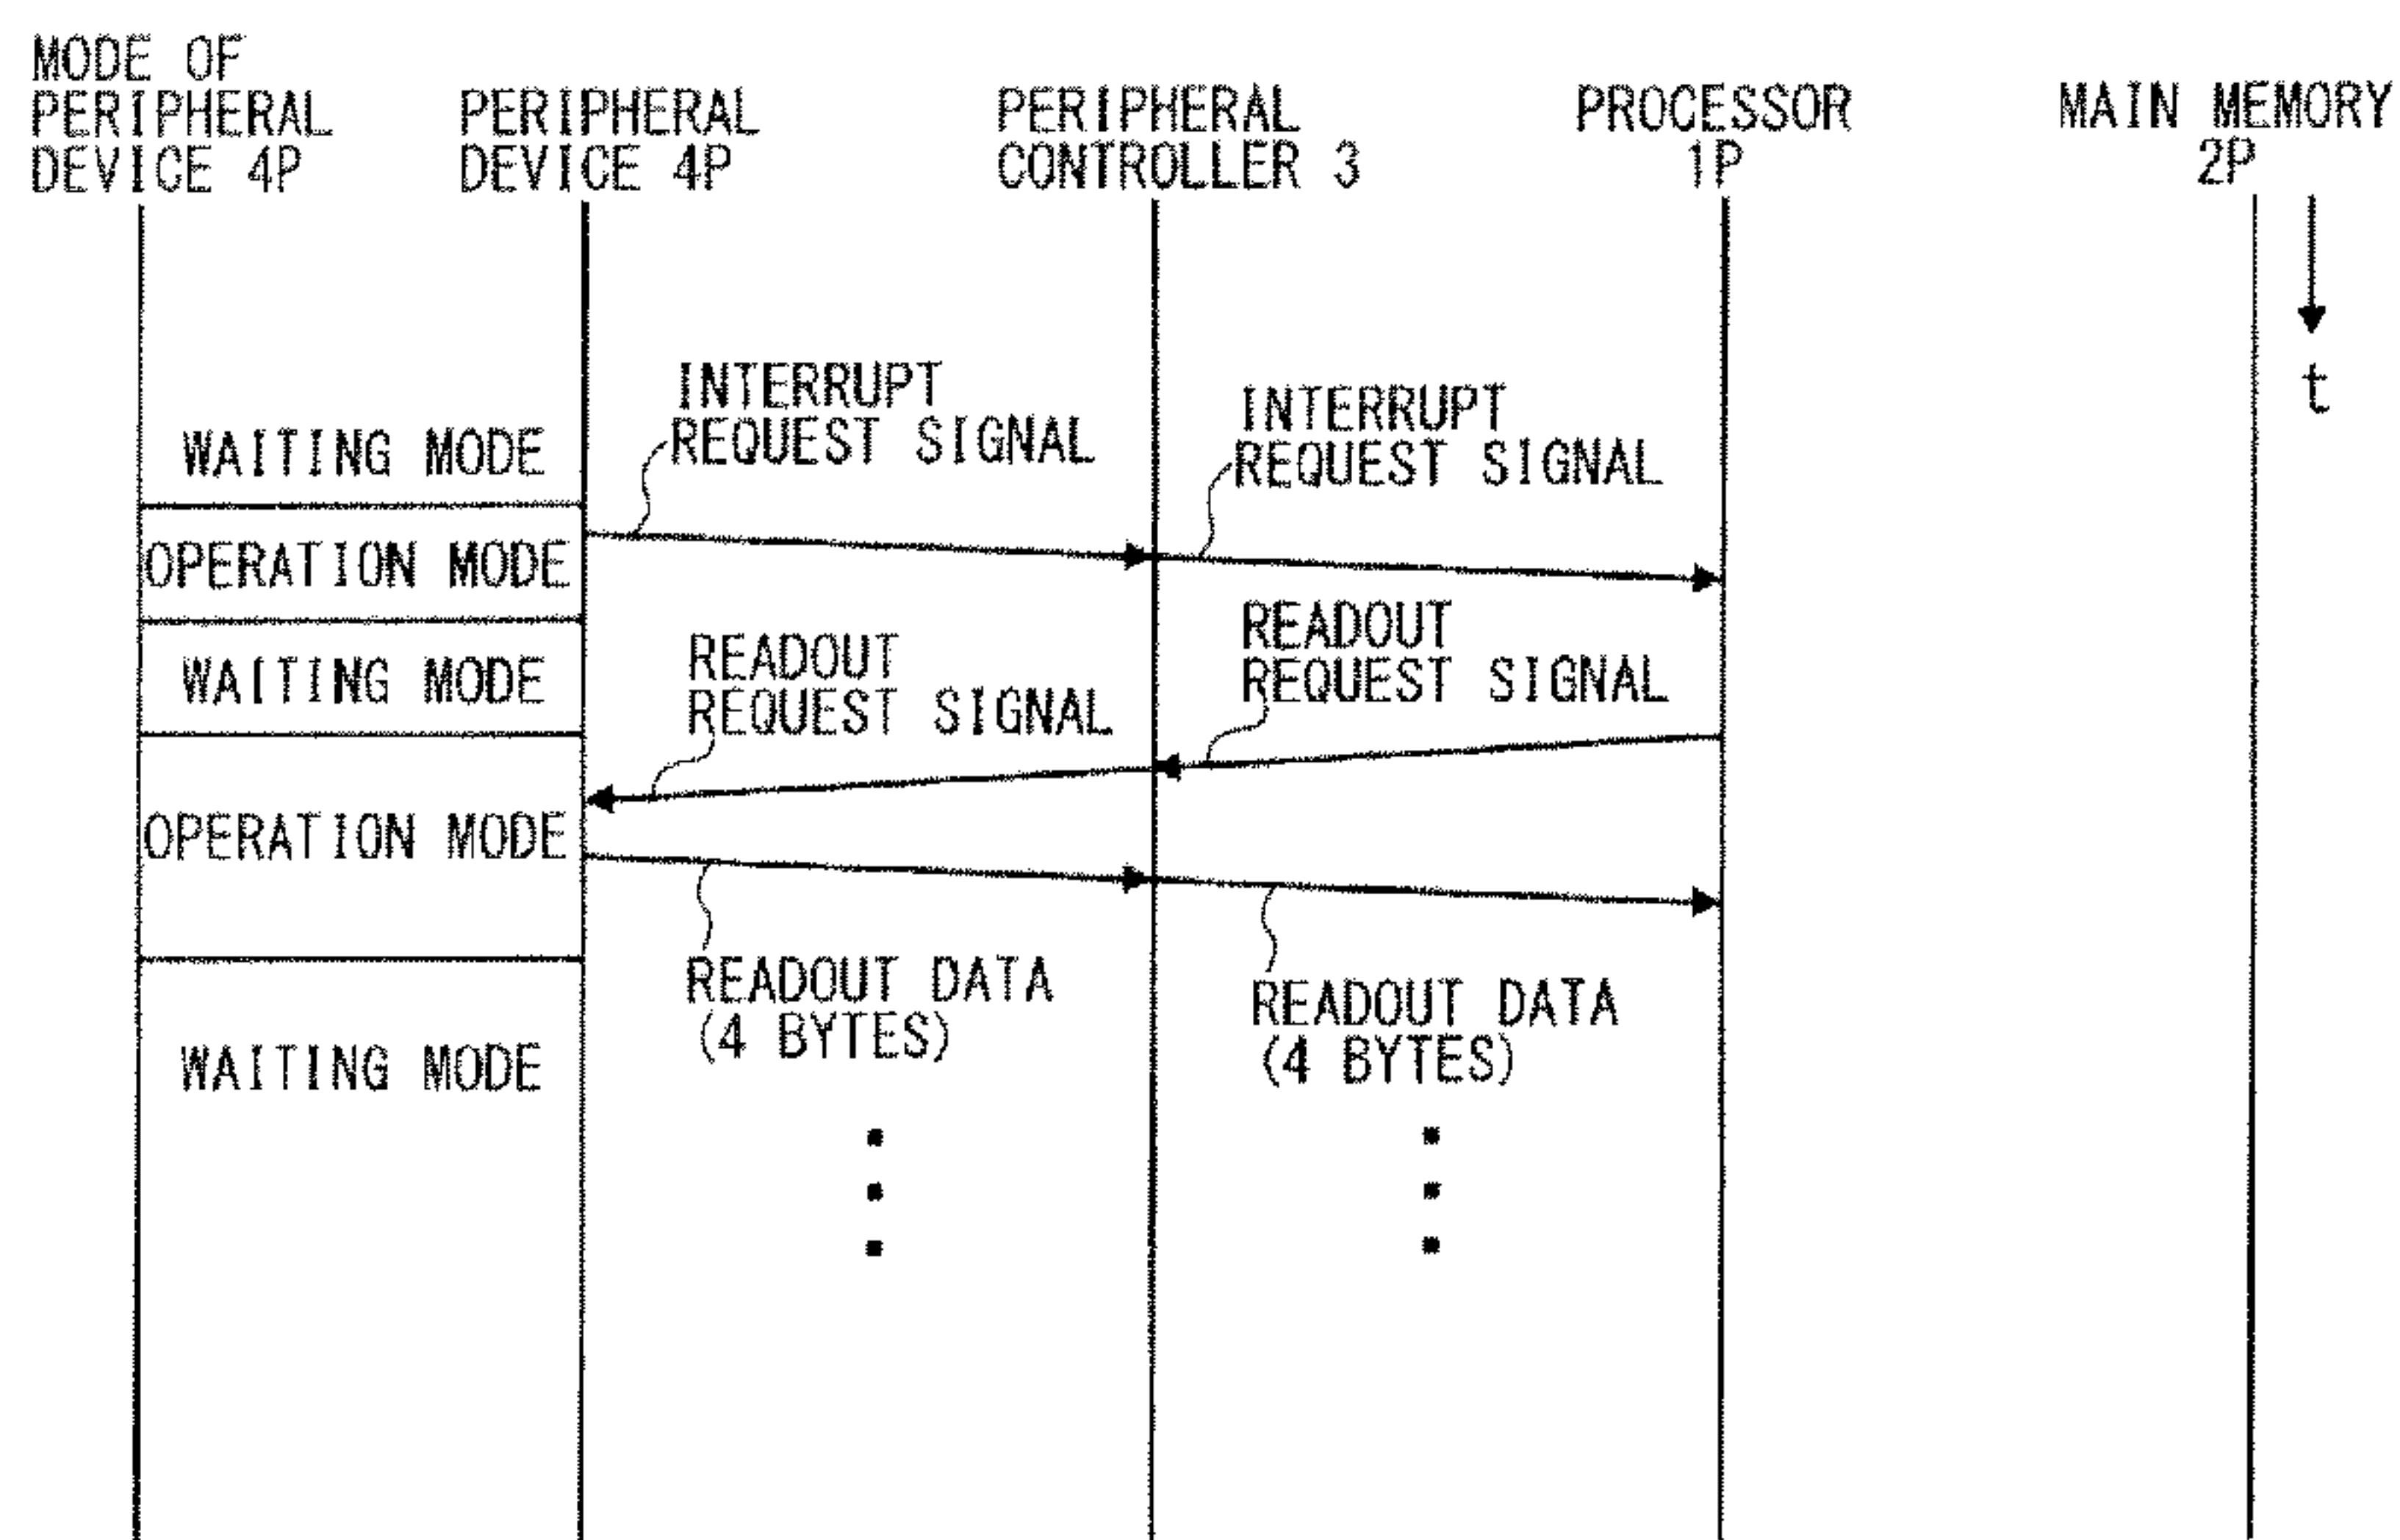 MODE OF
PERIPHERAL
DEVICE 4P
PERIPHERAL
DEVICE 4P
PERIPHERAL
CONTROLLER 3
PROCESSOR
1P
MAIN MEMORY
2P
t
WAITING MODE
INTERRUPT
REQUEST SIGNAL
INTERRUPT
REQUEST SIGNAL
OPERATION MODE
WAITING MODE
READOUT
REQUEST SIGNAL
READOUT
REQUEST SIGNAL
OPERATION MODE
READOUT DATA
(4 BYTES)
READOUT DATA
(4 BYTES)
WAITING MODE